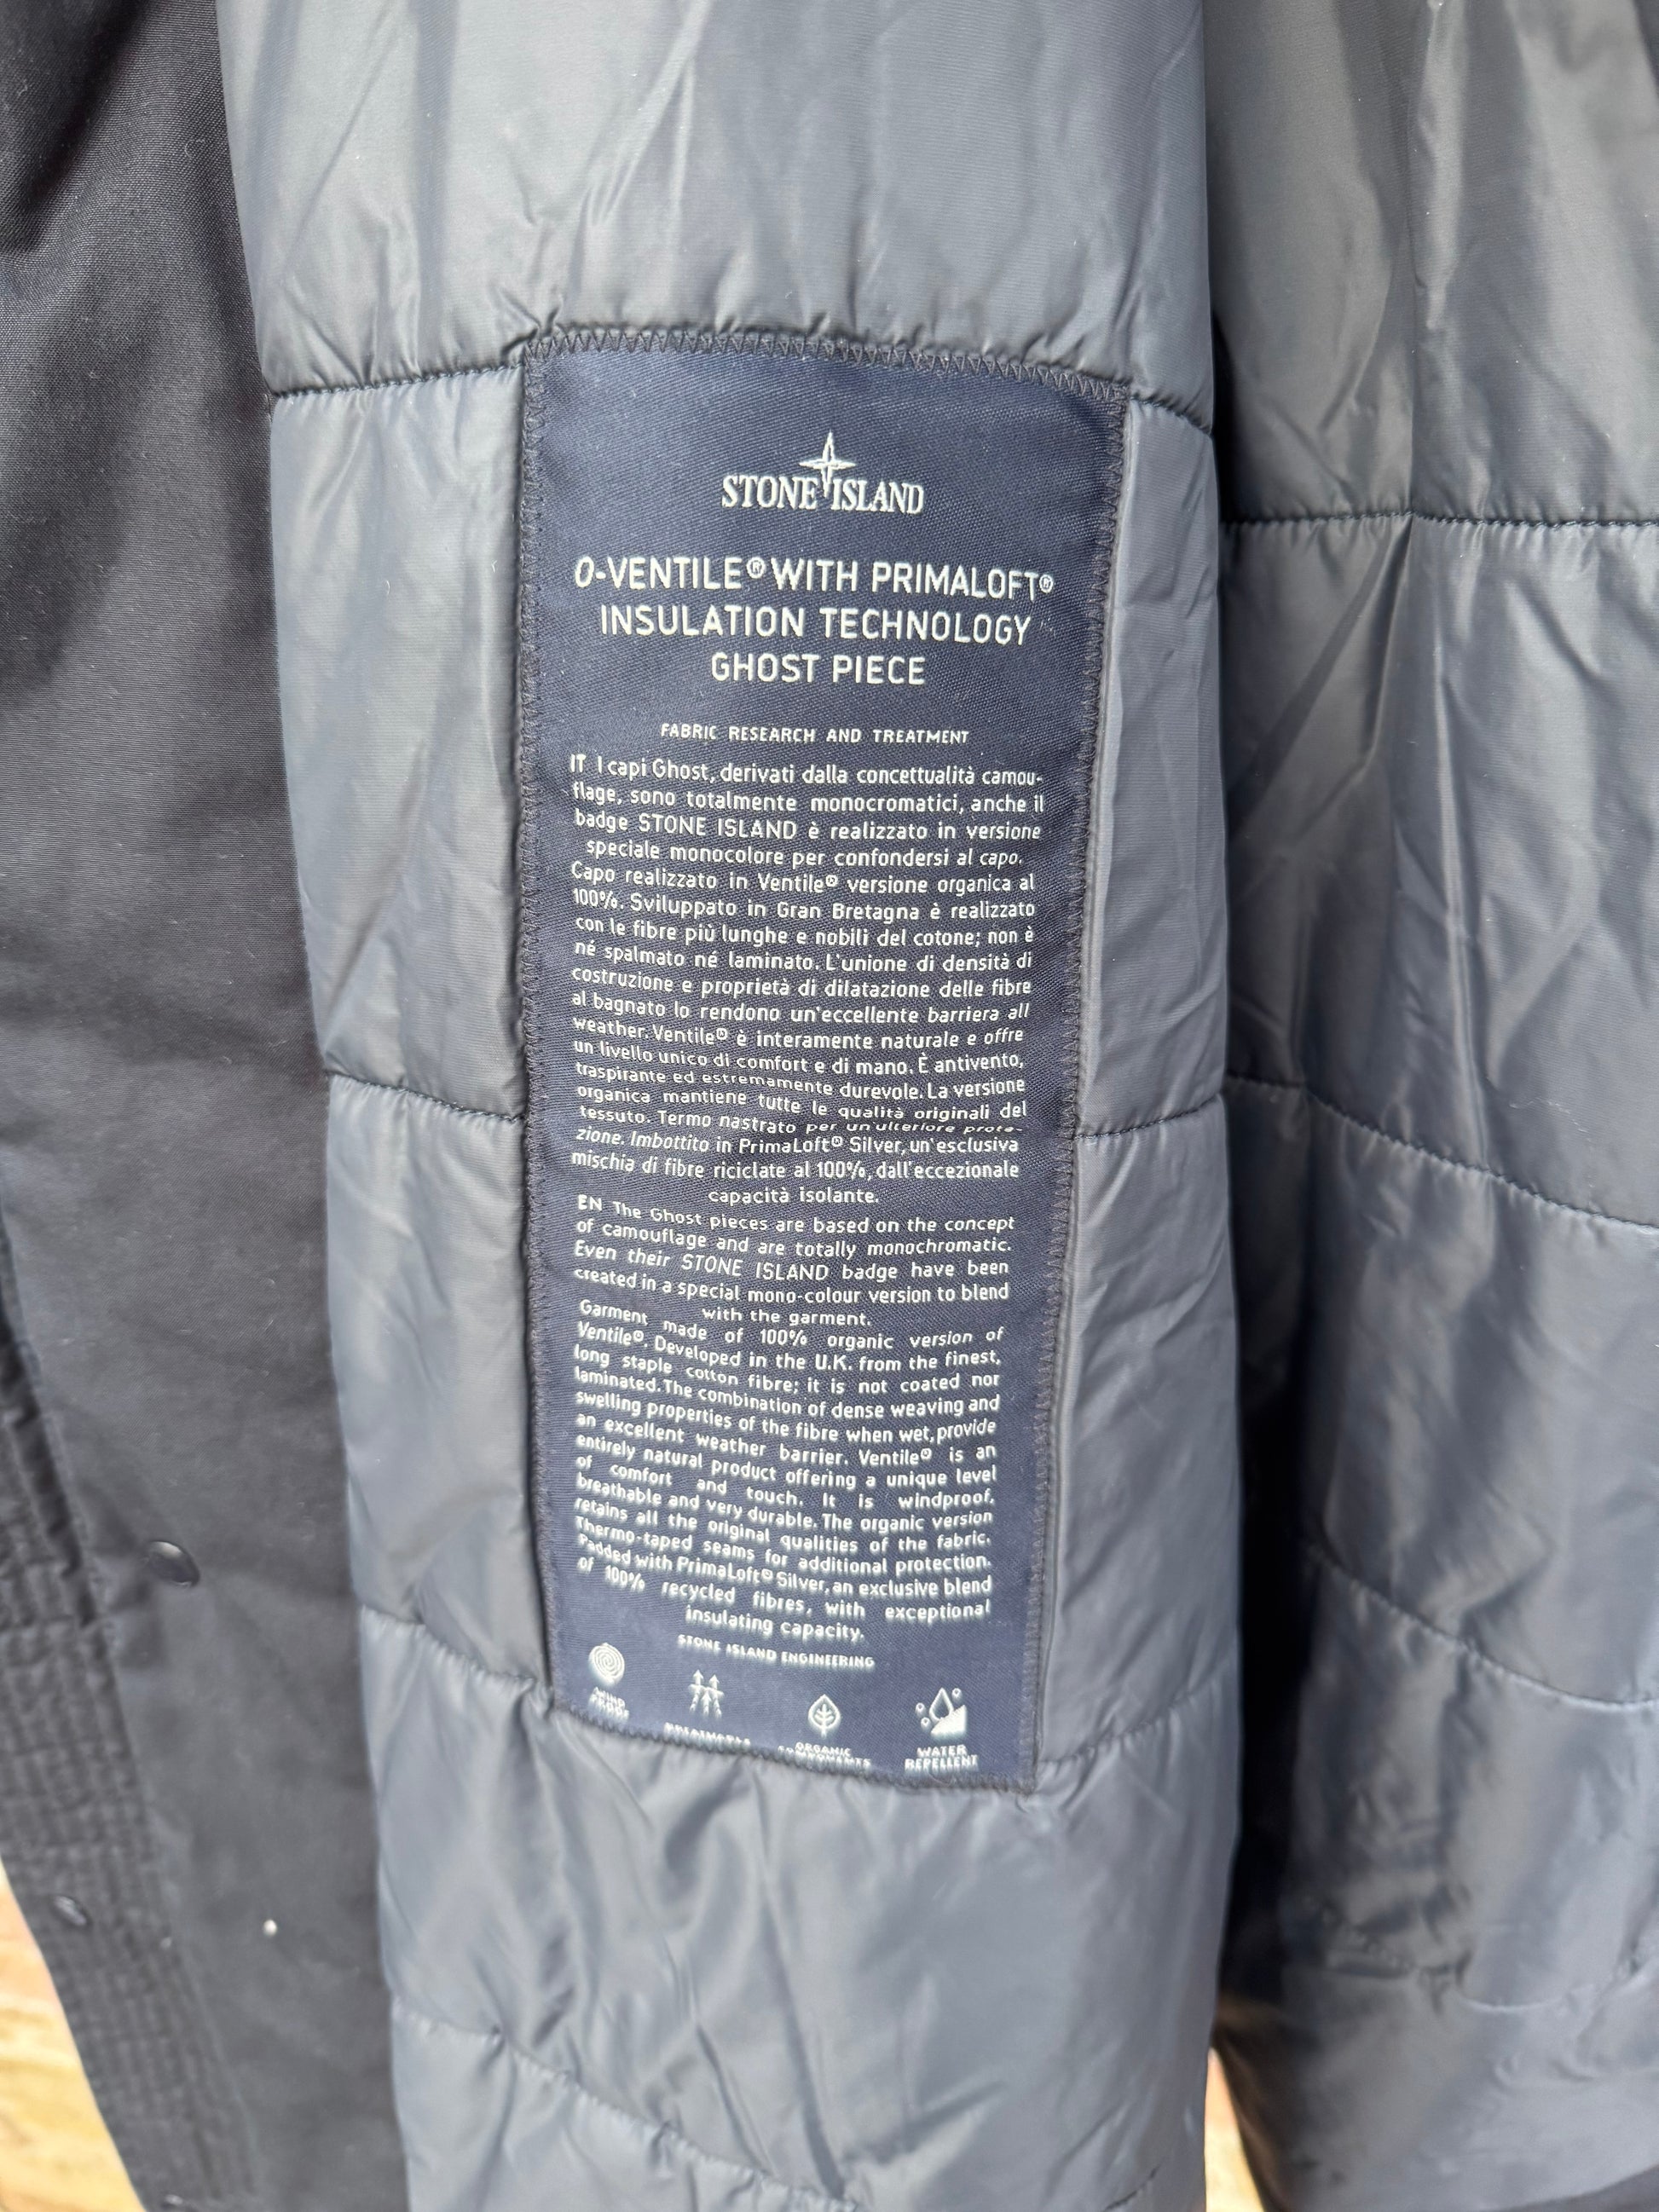 STONE ISLAND
O-VENTILE® WITH PRIMALOFT®
INSULATION TECHNOLOGY
GHOST PIECE
FABRIC RESEARCH AND TREATMENT
IT I capi Ghost, derivati dalla concettualità camou-
flage, sono totalmente monocromatici, anche il
badge STONE ISLAND è realizzato in versione
speciale monocolore per confondersi al capo.
Capo realizzato in Ventile® versione organica al
100%. Sviluppato in Gran Bretagna è realizzato
con le fibre più lunghe e nobili del cotone; non è
né spalmato né laminato. L'unione di densità di
costruzione e proprietà di dilatazione delle fibre
al bagnato lo rendono un'eccellente barriera all
weather. Ventile® è interamente naturale e offre
un livello unico di comfort e di mano. È antivento,
traspirante ed estremamente durevole. La versione
organica mantiene tutte le qualità originali del
tessuto. Termo nastrato per un'ulteriore prote-
zione. Imbottito in PrimaLoft® Silver, un'esclusiva
mischia di fibre riciclate al 100%, dall'eccezionale
capacità isolante.
EN The Ghost pieces are based on the concept
of camouflage and are totally monochromatic.
Even their STONE ISLAND badge have been
created in a special mono-colour version to blend
with the garment.
Garment made of 100% organic version of
Ventile®. Developed in the U.K. from the finest,
long staple cotton fibre; it is not coated nor
laminated. The combination of dense weaving and
swelling properties of the fibre when wet, provide
an excellent weather barrier. Ventile® is an
entirely natural product offering a unique level
of comfort and touch. It is windproof,
breathable and very durable. The organic version
retains all the original qualities of the fabric.
Thermo-taped seams for additional protection.
Padded with PrimaLoft® Silver, an exclusive blend
of 100% recycled fibres, with exceptional
insulating capacity.
STONE ISLAND ENGINEERING
WIND
PROOF
ORGANIC
COMPONENTS
WATER
REPELLENT